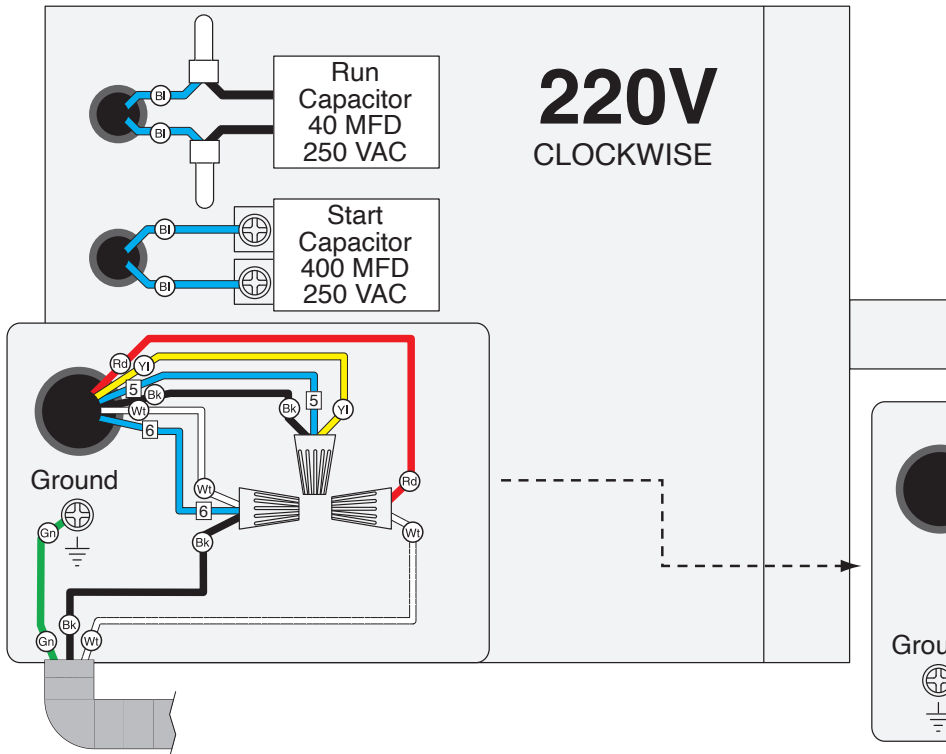 Run
Capacitor
40 MFD
250 VAC
220V
CLOCKWISE
Bl
Bl
Start
Capacitor
400 MFD
250 VAC
Bl
Bl
Rd
Yl
5
Bk
Wt
6
Bk
5
Yl
Ground
Wt
6
Rd
Gn
Bk
Wt
Gn
Bk
Wt
Grou